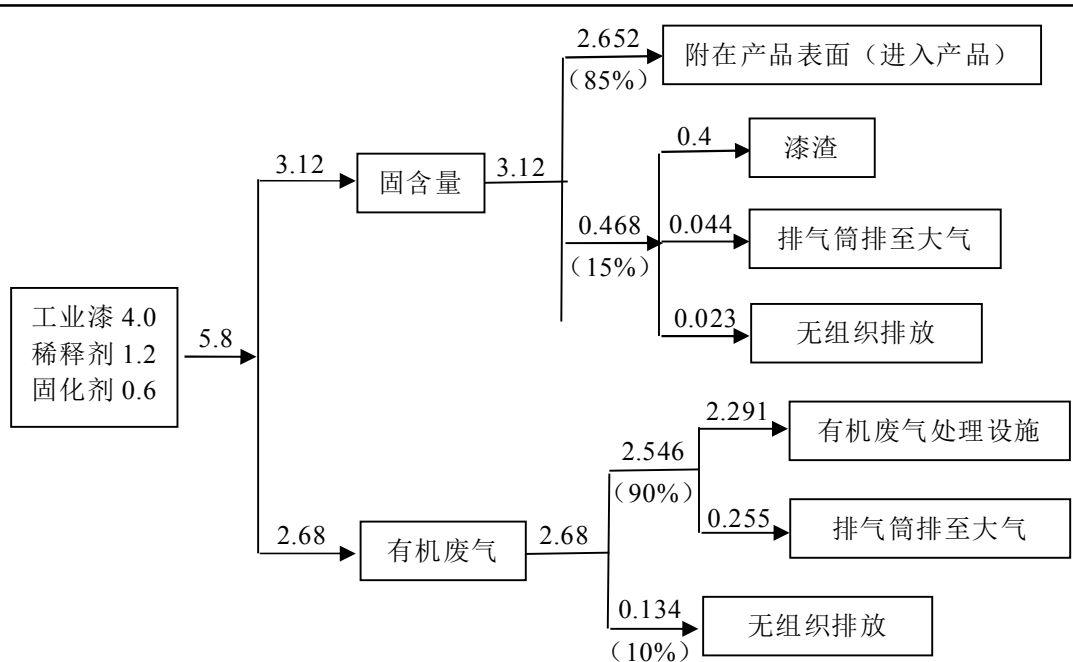 2.652
附在产品表面（进入产品）
（85%）
0.4
漆渣
3.12
固含量
3.12
0.468
（15%）
0.044
排气筒排至大气
0.023
无组织排放
工业漆 4.0
稀释剂 1.2
固化剂 0.6
5.8
2.291
有机废气处理设施
2.546
（90%）
0.255
排气筒排至大气
2.68
有机废气
2.68
0.134
无组织排放
（10%）